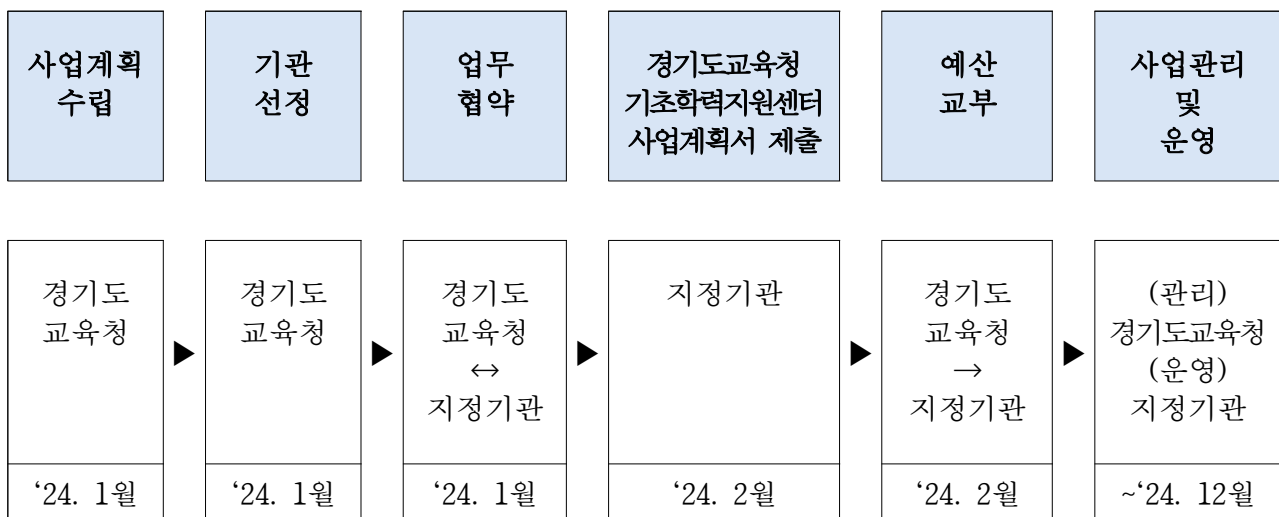 사업계획
수립
기관
선정
업무
협약
경기도교육청
기초학력지원센터
사업계획서 제출
예산
교부
사업관리
및
운영
경기도
교육청
▶
경기도
교육청
▶
경기도
교육청
↔
지정기관
▶
지정기관
▶
경기도
교육청
→
지정기관
▶
(관리)
경기도교육청
(운영)
지정기관
‘24. 1월
‘24. 1월
‘24. 1월
‘24. 2월
‘24. 2월
~‘24. 12월